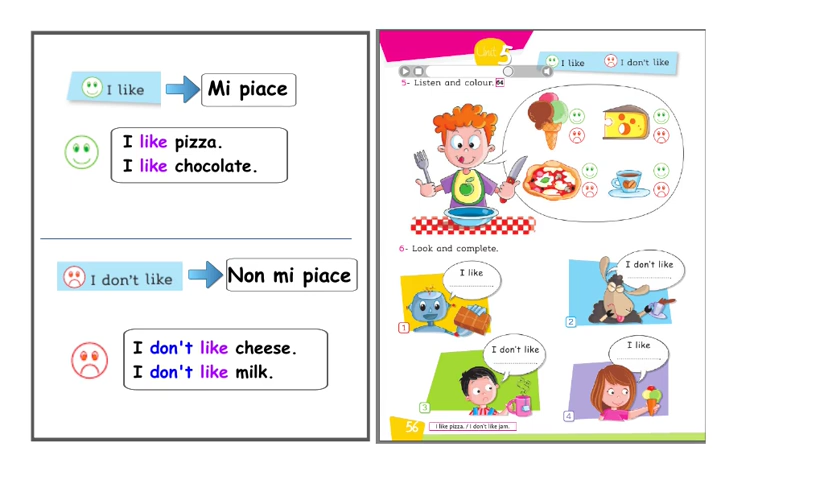 I like
Mi piace
I like pizza.
I like chocolate.
I don't like
Non mi piace
I don't like cheese.
I don't like milk.
Unit 5
I like
I don't like
5- Listen and colour. 64
6- Look and complete.
I like
..................
1
I don't like
..................
2
I don't like
..................
3
I like
..................
4
56
I like pizza. / I don't like jam.